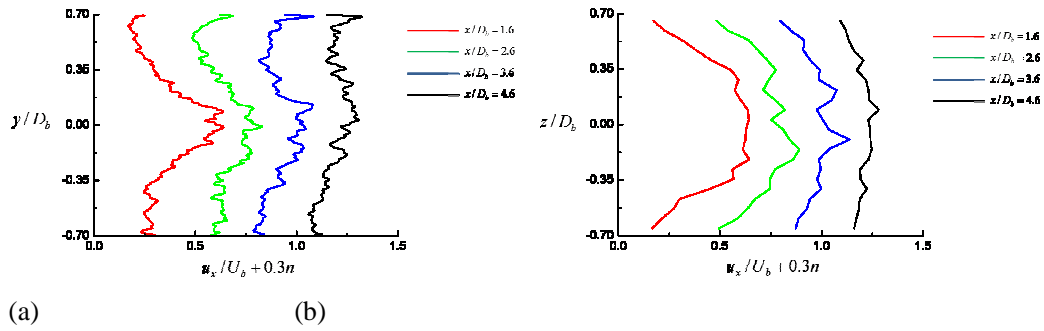 0.70
0.35
0.00
-0.35
-0.70
y/D_b
0.0 0.5 1.0 1.5
u_x/U_b+0.3n
x/D_b=1.6
x/D_b=2.6
x/D_b=3.6
x/D_b=4.6
0.70
0.35
0.00
-0.35
-0.70
z/D_b
0.0 0.5 1.0 1.5
u_x/U_b+0.3n
x/D_b=1.6
x/D_b=2.6
x/D_b=3.6
x/D_b=4.6
(a) (b)